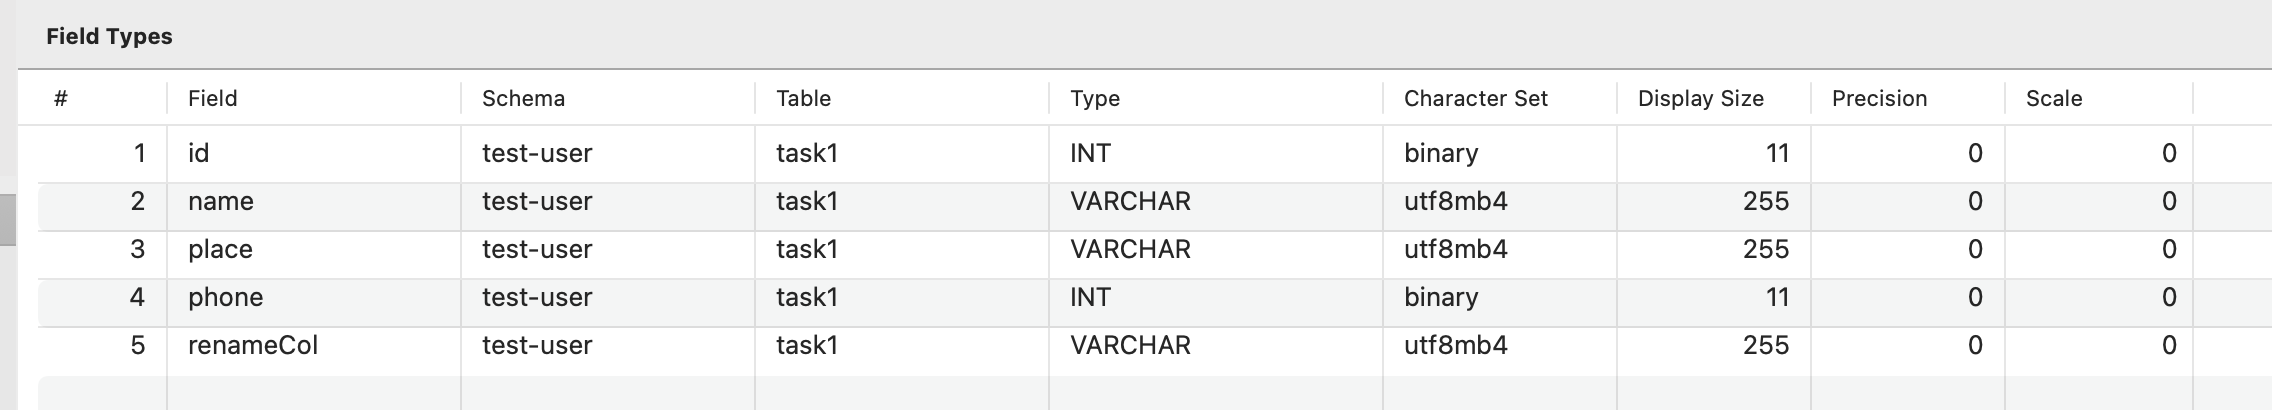 Field Types
# Field Schema Table Type Character Set Display Size Precision Scale
1 id test-user task1 INT binary 11 0 0
2 name test-user task1 VARCHAR utf8mb4 255 0 0
3 place test-user task1 VARCHAR utf8mb4 255 0 0
4 phone test-user task1 INT binary 11 0 0
5 renameCol test-user task1 VARCHAR utf8mb4 255 0 0